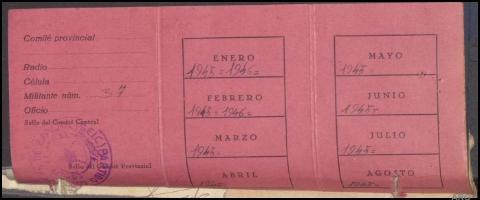 Comité provincial
Radio
Célula
Militante núm. 37
Oficio
Sello del Comité Central
Sello del Comité Provincial
ENERO
1945 = 1946 =
FEBRERO
1945 = 1946 =
MARZO
1945 =
ABRIL
MAYO
1945 =
JUNIO
1945 =
JULIO
1945 =
AGOSTO
1945 =